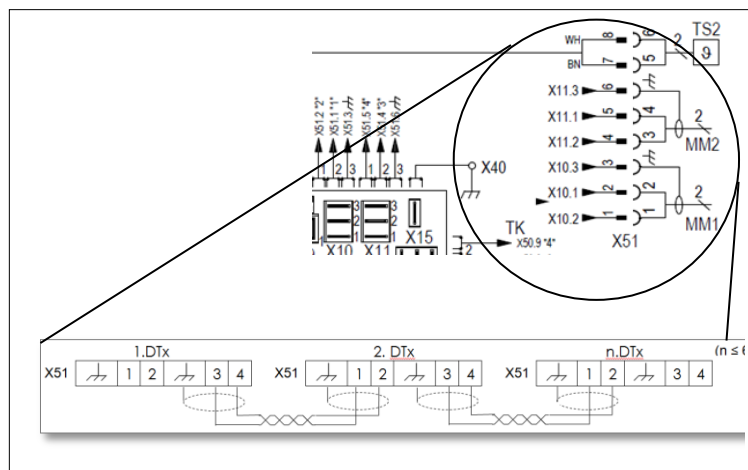 WH 8 6 2 TS2
BN 7 5 ϑ
X11.3 6
X11.1 5 4 2
X11.2 4 3 MM2
X10.3 3
X10.1 2 2 2
X10.2 1 1 MM1
X51
X51.2 "2"
X51.1 "1"
X51.3
X51.5 "4"
X51.4 "3"
X51.6
1 2 3 1 2 3
X40
3 3
2 2
1 1 1
X10 X11 X15
2
TK
X50.9 "4"
1.DTx 2. DTx n.DTx (n ≤ 6
X51 1 2 3 4 X51 1 2 3 4 X51 1 2 3 4